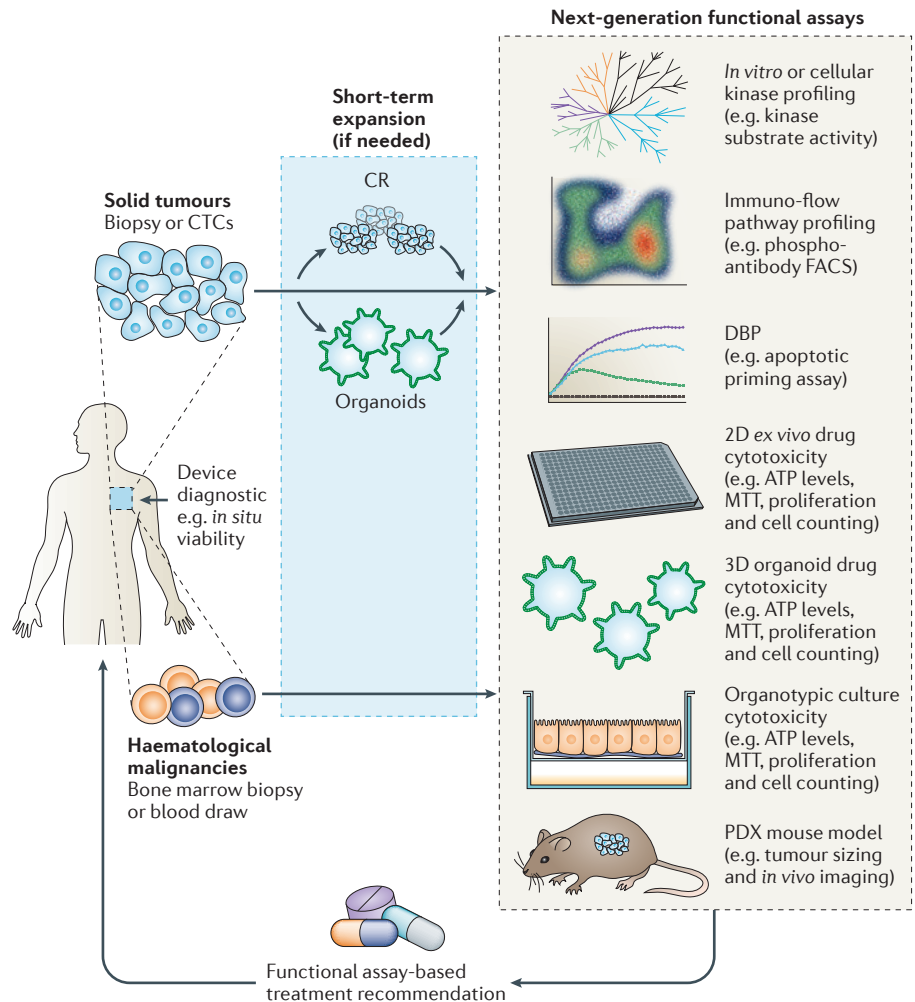 Next-generation functional assays
Short-term
expansion
(if needed)
CR
Organoids
Solid tumours
Biopsy or CTCs
Device
diagnostic
e.g. in situ
viability
Haematological
malignancies
Bone marrow biopsy
or blood draw
In vitro or cellular
kinase profiling
(e.g. kinase
substrate activity)
Immuno-flow
pathway profiling
(e.g. phospho-
antibody FACS)
DBP
(e.g. apoptotic
priming assay)
2D ex vivo drug
cytotoxicity
(e.g. ATP levels,
MTT, proliferation
and cell counting)
3D organoid drug
cytotoxicity
(e.g. ATP levels,
MTT, proliferation
and cell counting)
Organotypic culture
cytotoxicity
(e.g. ATP levels,
MTT, proliferation
and cell counting)
PDX mouse model
(e.g. tumour sizing
and in vivo imaging)
Functional assay-based
treatment recommendation